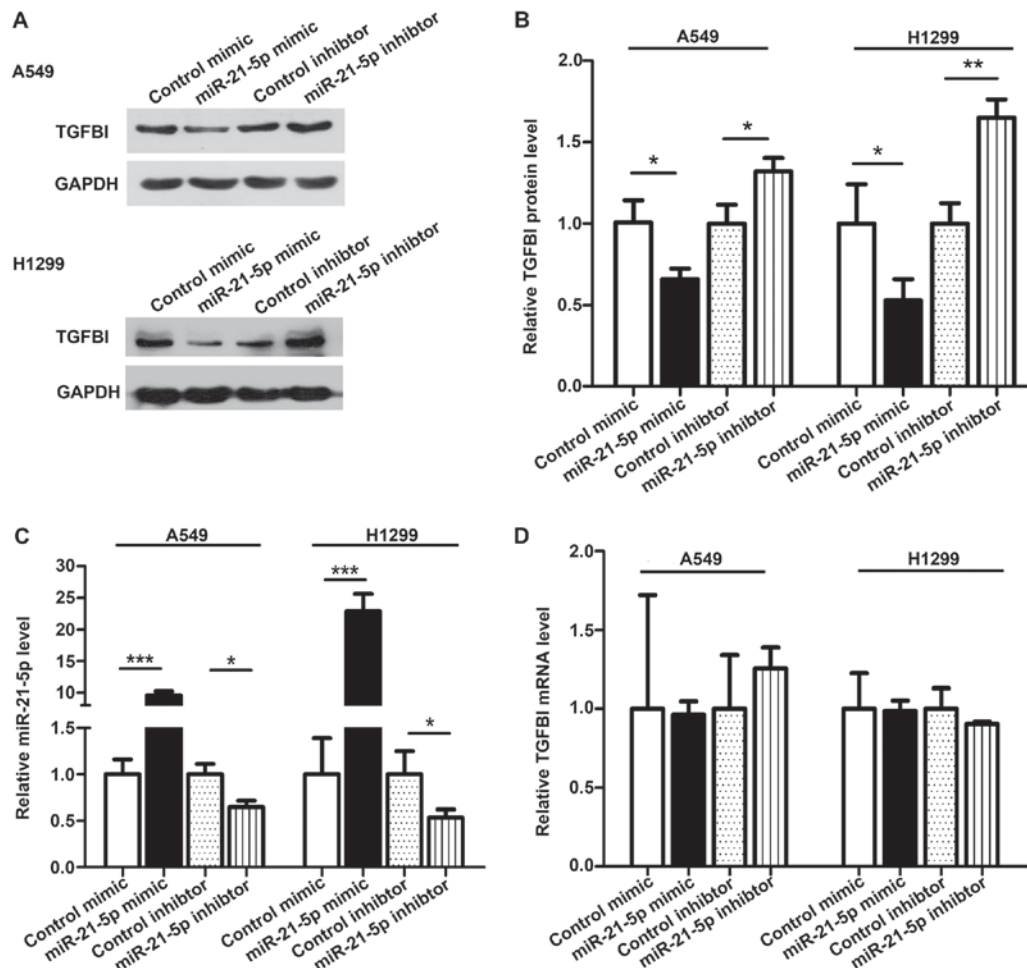 A
A549
Control mimic
miR-21-5p mimic
Control inhibtor
miR-21-5p inhibtor
TGFBI
GAPDH
H1299
Control mimic
miR-21-5p mimic
Control inhibtor
miR-21-5p inhibtor
TGFBI
GAPDH
B
A549
H1299
Relative TGFBI protein level
2.0
1.5
1.0
0.5
0.0
*
*
*
**
Control mimic
miR-21-5p mimic
Control inhibtor
miR-21-5p inhibtor
Control mimic
miR-21-5p mimic
Control inhibtor
miR-21-5p inhibtor
C
A549
H1299
Relative miR-21-5p level
30
25
20
15
10
1.5
1.0
0.5
0.0
***
*
***
*
Control mimic
miR-21-5p mimic
Control inhibtor
miR-21-5p inhibtor
Control mimic
miR-21-5p mimic
Control inhibtor
miR-21-5p inhibtor
D
A549
H1299
Relative TGFBI mRNA level
2.0
1.5
1.0
0.5
0.0
Control mimic
miR-21-5p mimic
Control inhibtor
miR-21-5p inhibtor
Control mimic
miR-21-5p mimic
Control inhibtor
miR-21-5p inhibtor